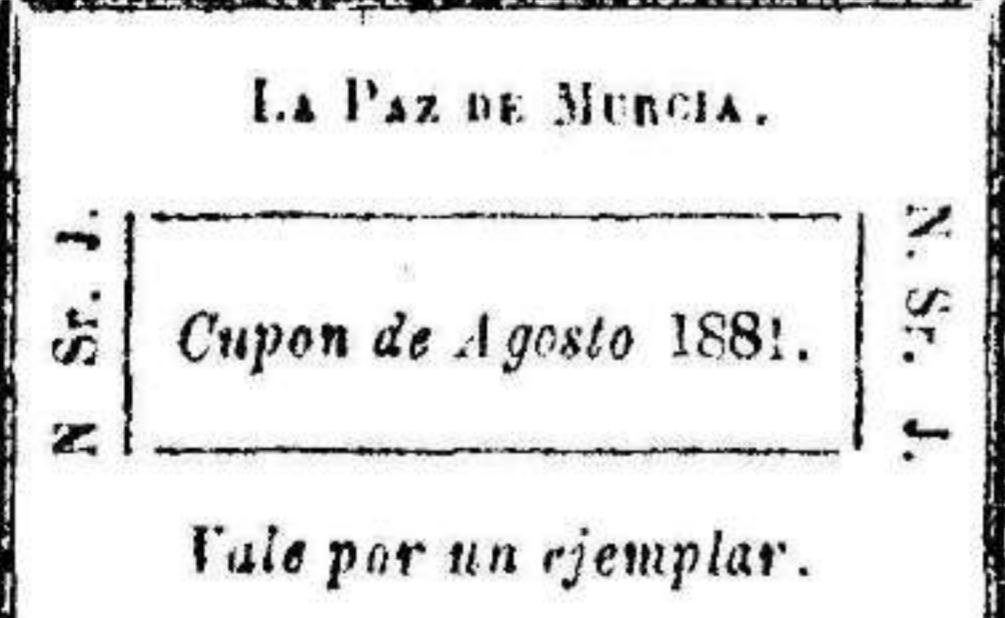 LA PAZ DE MURCIA.
N Sr. J.
Cupon de Agosto 1881.
N. Sr. J.
Vale por un ejemplar.